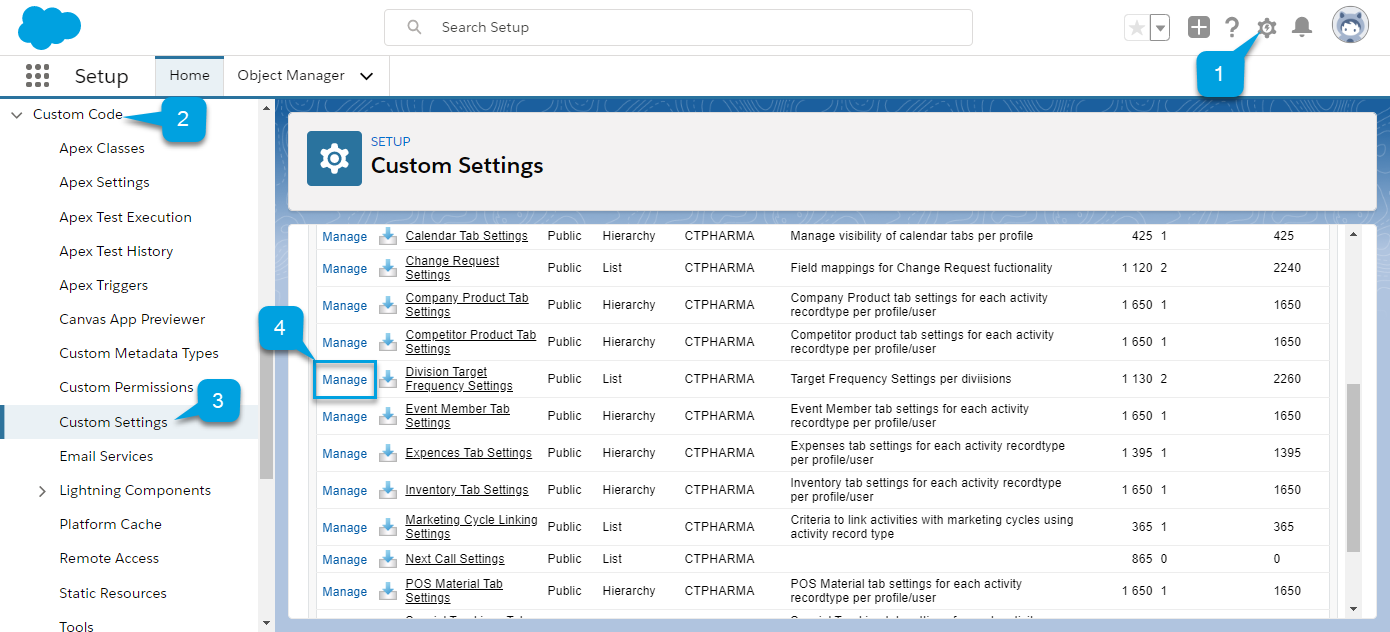 Search Setup
1
Setup
Home
Object Manager
Custom Code
2
Apex Classes
Apex Settings
Apex Test Execution
Apex Test History
Apex Triggers
Canvas App Previewer
Custom Metadata Types
Custom Permissions
3
Custom Settings
Email Services
Lightning Components
Platform Cache
Remote Access
Static Resources
Tools
SETUP
Custom Settings
Manage Calendar Tab Settings Public Hierarchy CTPHARMA Manage visibility of calendar tabs per profile 425 1 425
Manage Change Request Settings Public List CTPHARMA Field mappings for Change Request fuctionality 1 120 2 2240
Manage Company Product Tab Settings Public Hierarchy CTPHARMA Company Product tab settings for each activity recordtype per profile/user 1 650 1 1650
4
Manage Competitor Product Tab Settings Public Hierarchy CTPHARMA Competitor product tab settings for each activity recordtype per profile/user 1 650 1 1650
Manage Division Target Frequency Settings Public List CTPHARMA Target Frequency Settings per diviisions 1 130 2 2260
Manage Event Member Tab Settings Public Hierarchy CTPHARMA Event Member tab settings for each activity recordtype per profile/user 1 650 1 1650
Manage Expences Tab Settings Public Hierarchy CTPHARMA Expenses tab settings for each activity recordtype per profile/user 1 395 1 1395
Manage Inventory Tab Settings Public Hierarchy CTPHARMA Inventory tab settings for each activity recordtype per profile/user 1 650 1 1650
Manage Marketing Cycle Linking Settings Public List CTPHARMA Criteria to link activities with marketing cycles using activity record type 365 1 365
Manage Next Call Settings Public List CTPHARMA 865 0 0
Manage POS Material Tab Settings Public Hierarchy CTPHARMA POS Material tab settings for each activity recordtype per profile/user 1 650 1 1650